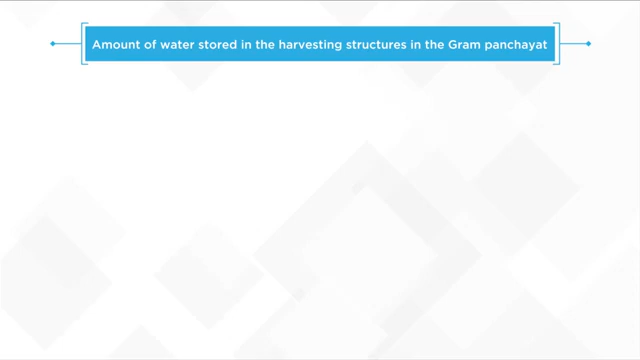 Amount of water stored in the harvesting structures in the Gram panchayat